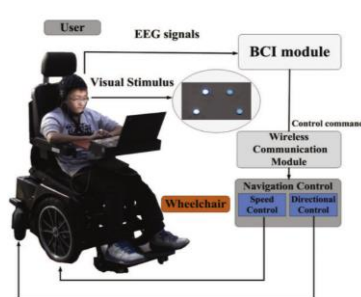 User
EEG signals
BCI module
Visual Stimulus
Control command
Wireless
Communication
Module
Navigation Control
Wheelchair
Speed
Control
Directional
Control